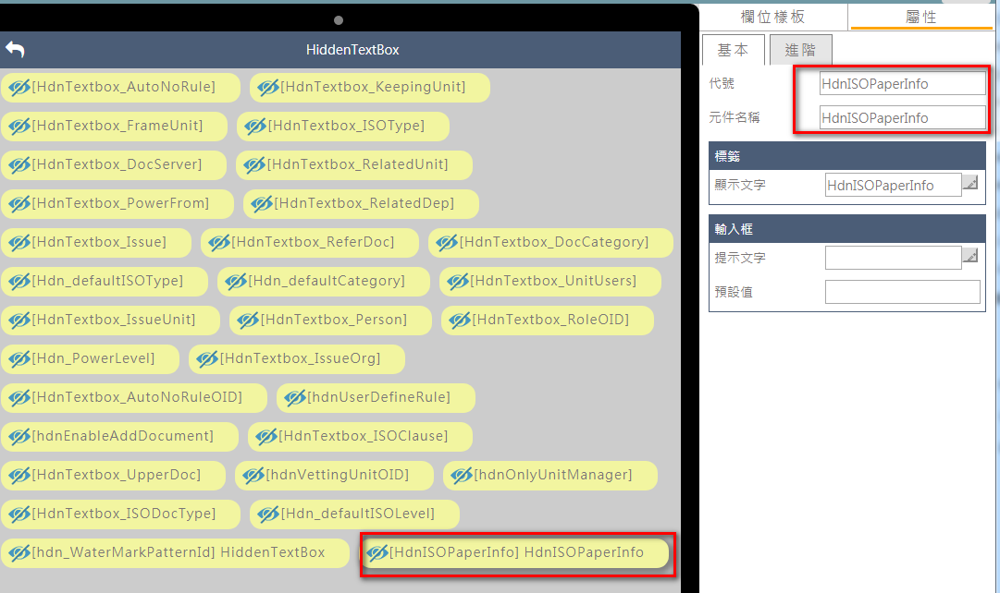 HiddenTextBox
[HdnTextbox_AutoNoRule] [HdnTextbox_KeepingUnit]
[HdnTextbox_FrameUnit] [HdnTextbox_ISOType]
[HdnTextbox_DocServer] [HdnTextbox_RelatedUnit]
[HdnTextbox_PowerFrom] [HdnTextbox_RelatedDep]
[HdnTextbox_Issue] [HdnTextbox_ReferDoc] [HdnTextbox_DocCategory]
[Hdn_defaultISOType] [Hdn_defaultCategory] [HdnTextbox_UnitUsers]
[HdnTextbox_IssueUnit] [HdnTextbox_Person] [HdnTextbox_RoleOID]
[Hdn_PowerLevel] [HdnTextbox_IssueOrg]
[HdnTextbox_AutoNoRuleOID] [hdnUserDefineRule]
[hdnEnableAddDocument] [HdnTextbox_ISOClause]
[HdnTextbox_UpperDoc] [hdnVettingUnitOID] [hdnOnlyUnitManager]
[HdnTextbox_ISODocType] [Hdn_defaultISOLevel]
[hdn_WaterMarkPatternId] HiddenTextBox [HdnISOPaperInfo] HdnISOPaperInfo
欄位樣板 屬性
基本 進階
代號 HdnISOPaperInfo
元件名稱 HdnISOPaperInfo
標籤
顯示文字 HdnISOPaperInfo
輸入框
提示文字
預設值